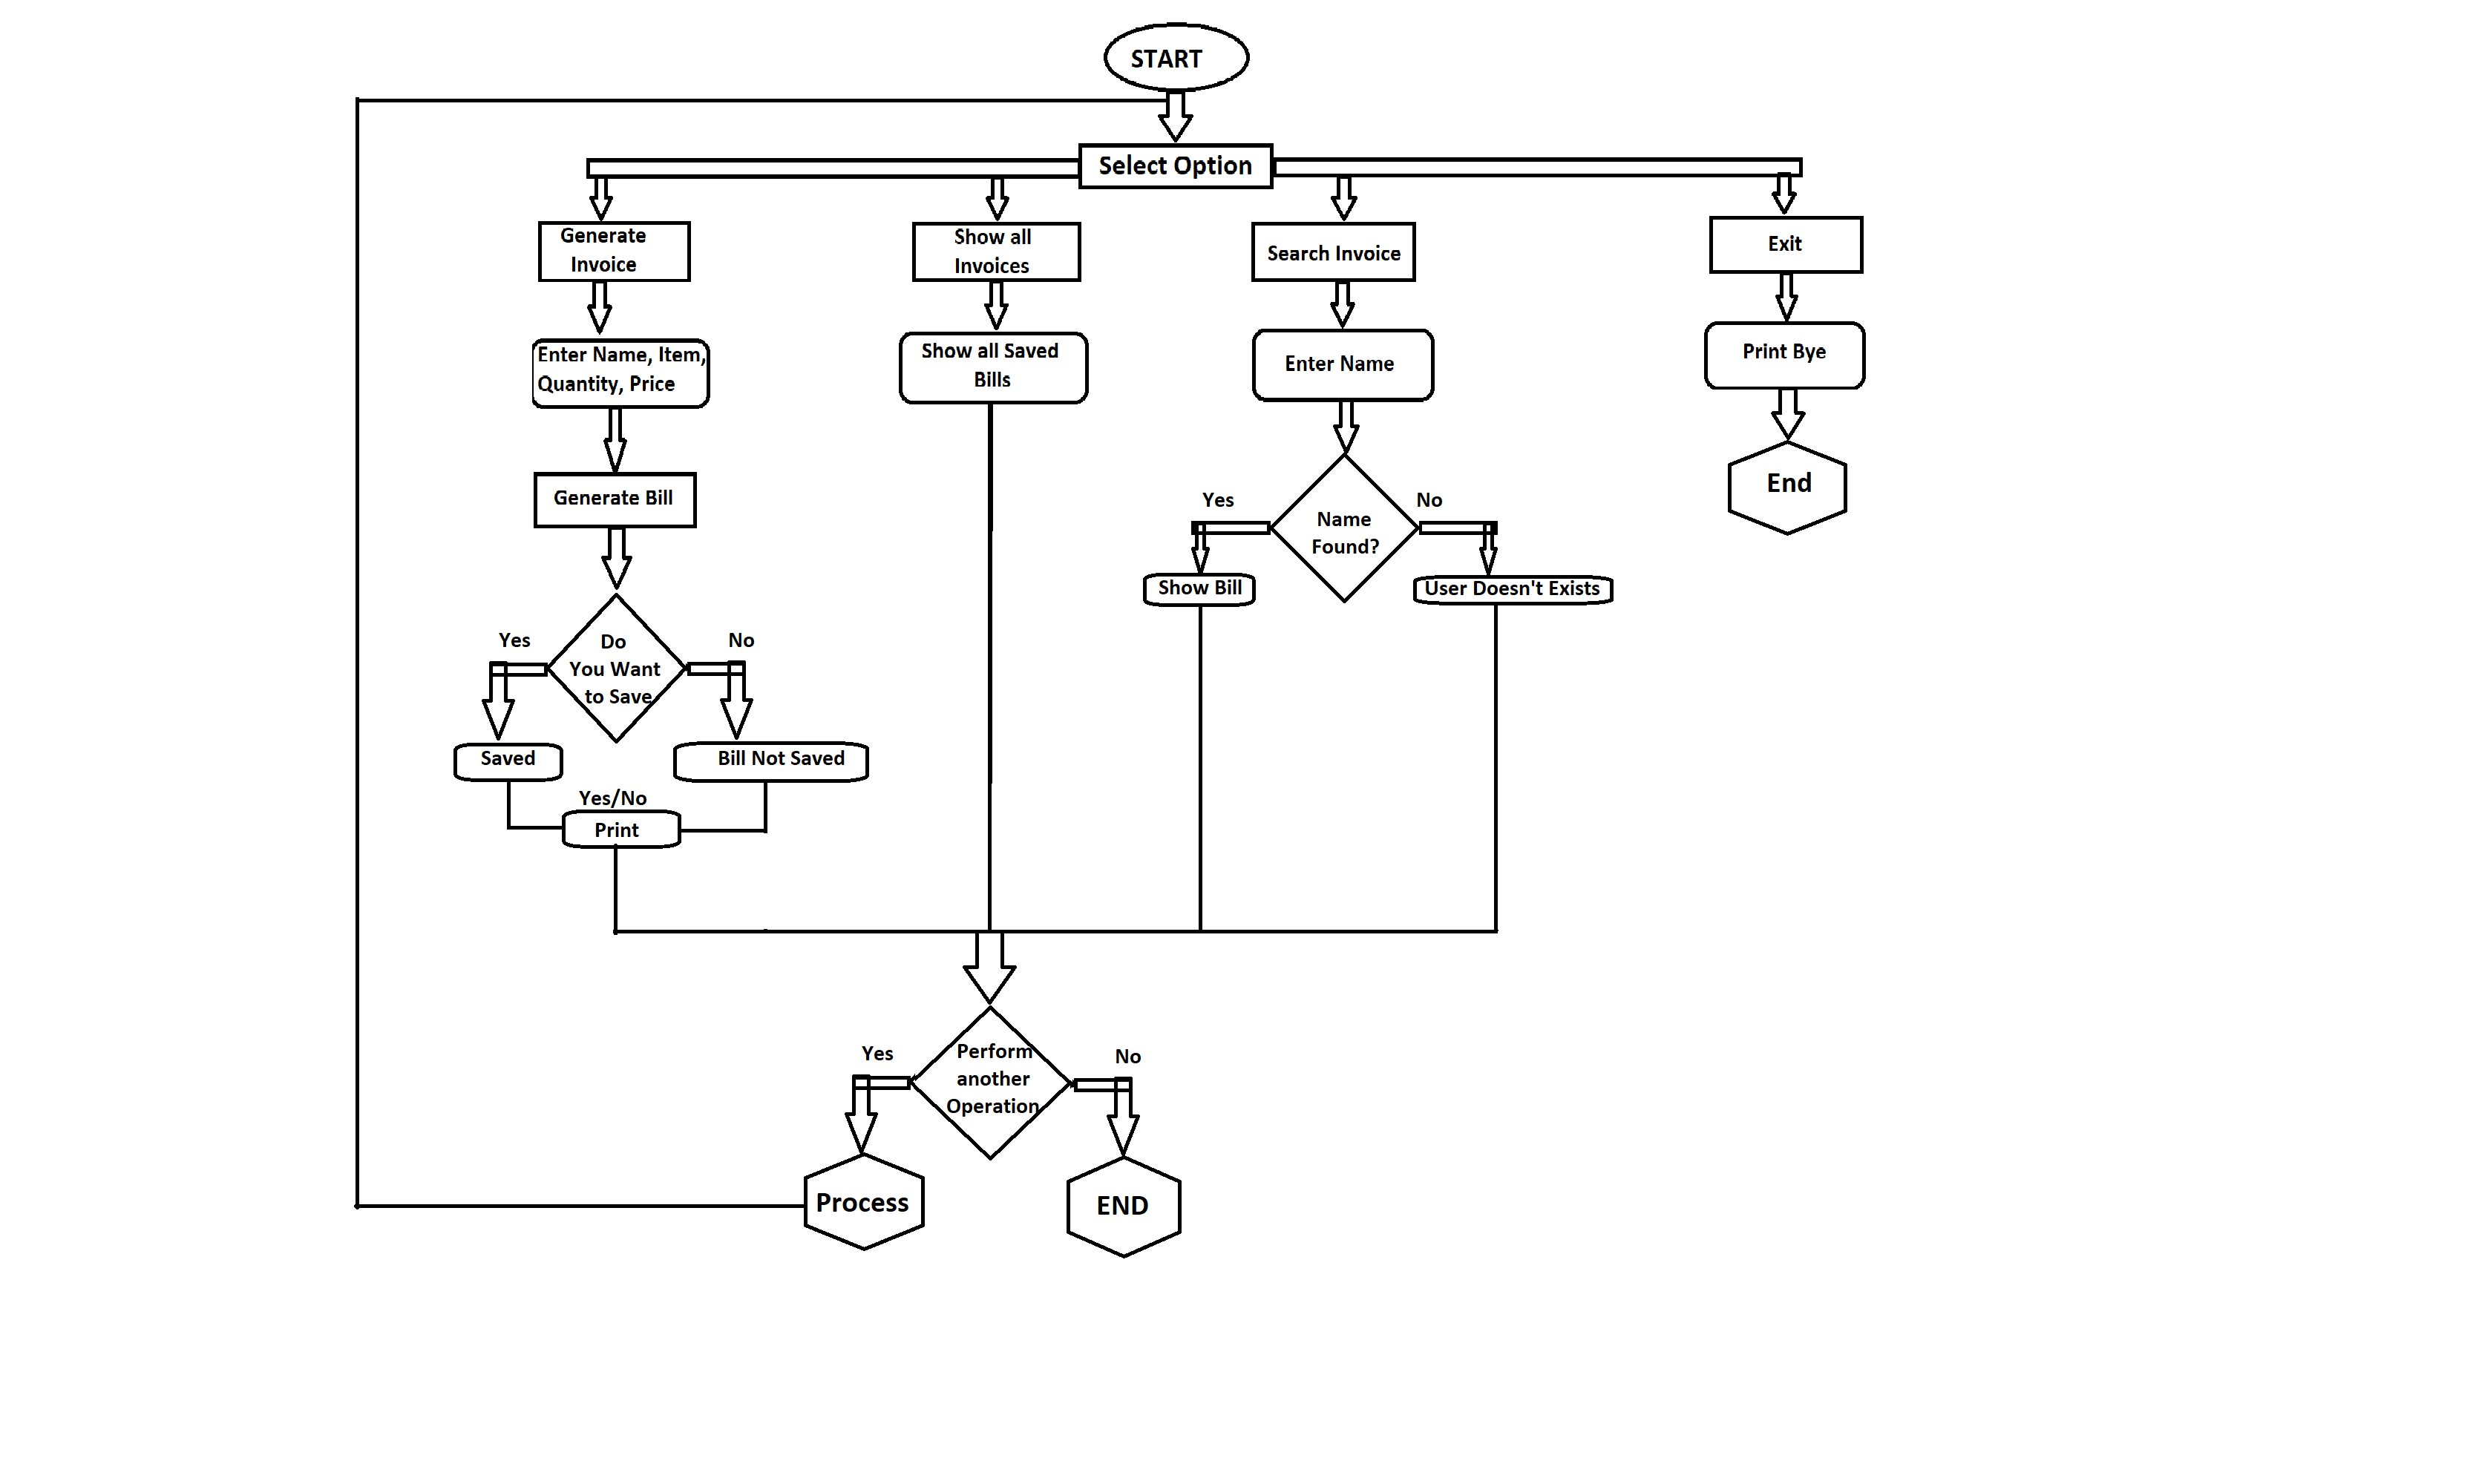 START
Select Option
Generate
Invoice
Show all
Invoices
Search Invoice
Exit
Enter Name, Item,
Quantity, Price
Show all Saved
Bills
Enter Name
Print Bye
Generate Bill
Yes
No
Name
Found?
End
Show Bill
User Doesn't Exists
Yes
No
Do
You Want
to Save
Saved
Bill Not Saved
Yes/No
Print
Yes
No
Perform
another
Operation
Process
END